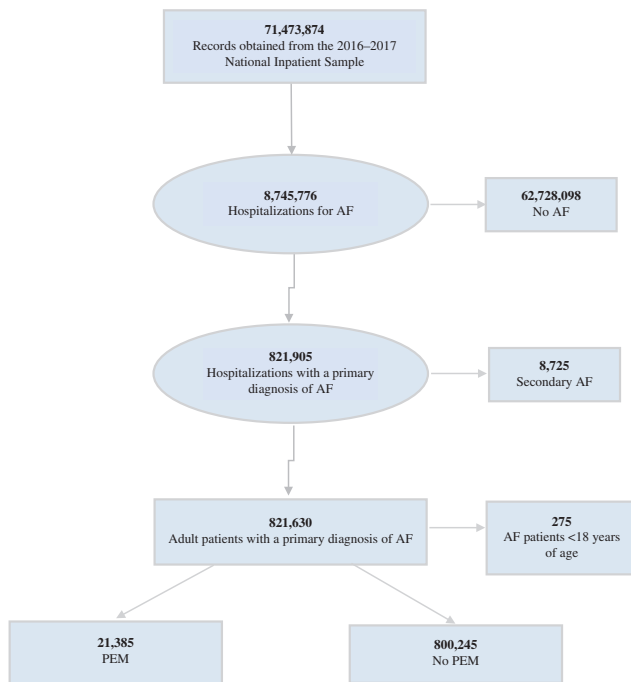 71,473,874
Records obtained from the 2016–2017
National Inpatient Sample
8,745,776
Hospitalizations for AF
62,728,098
No AF
821,905
Hospitalizations with a primary
diagnosis of AF
8,725
Secondary AF
821,630
Adult patients with a primary diagnosis of AF
275
AF patients <18 years
of age
21,385
PEM
800,245
No PEM